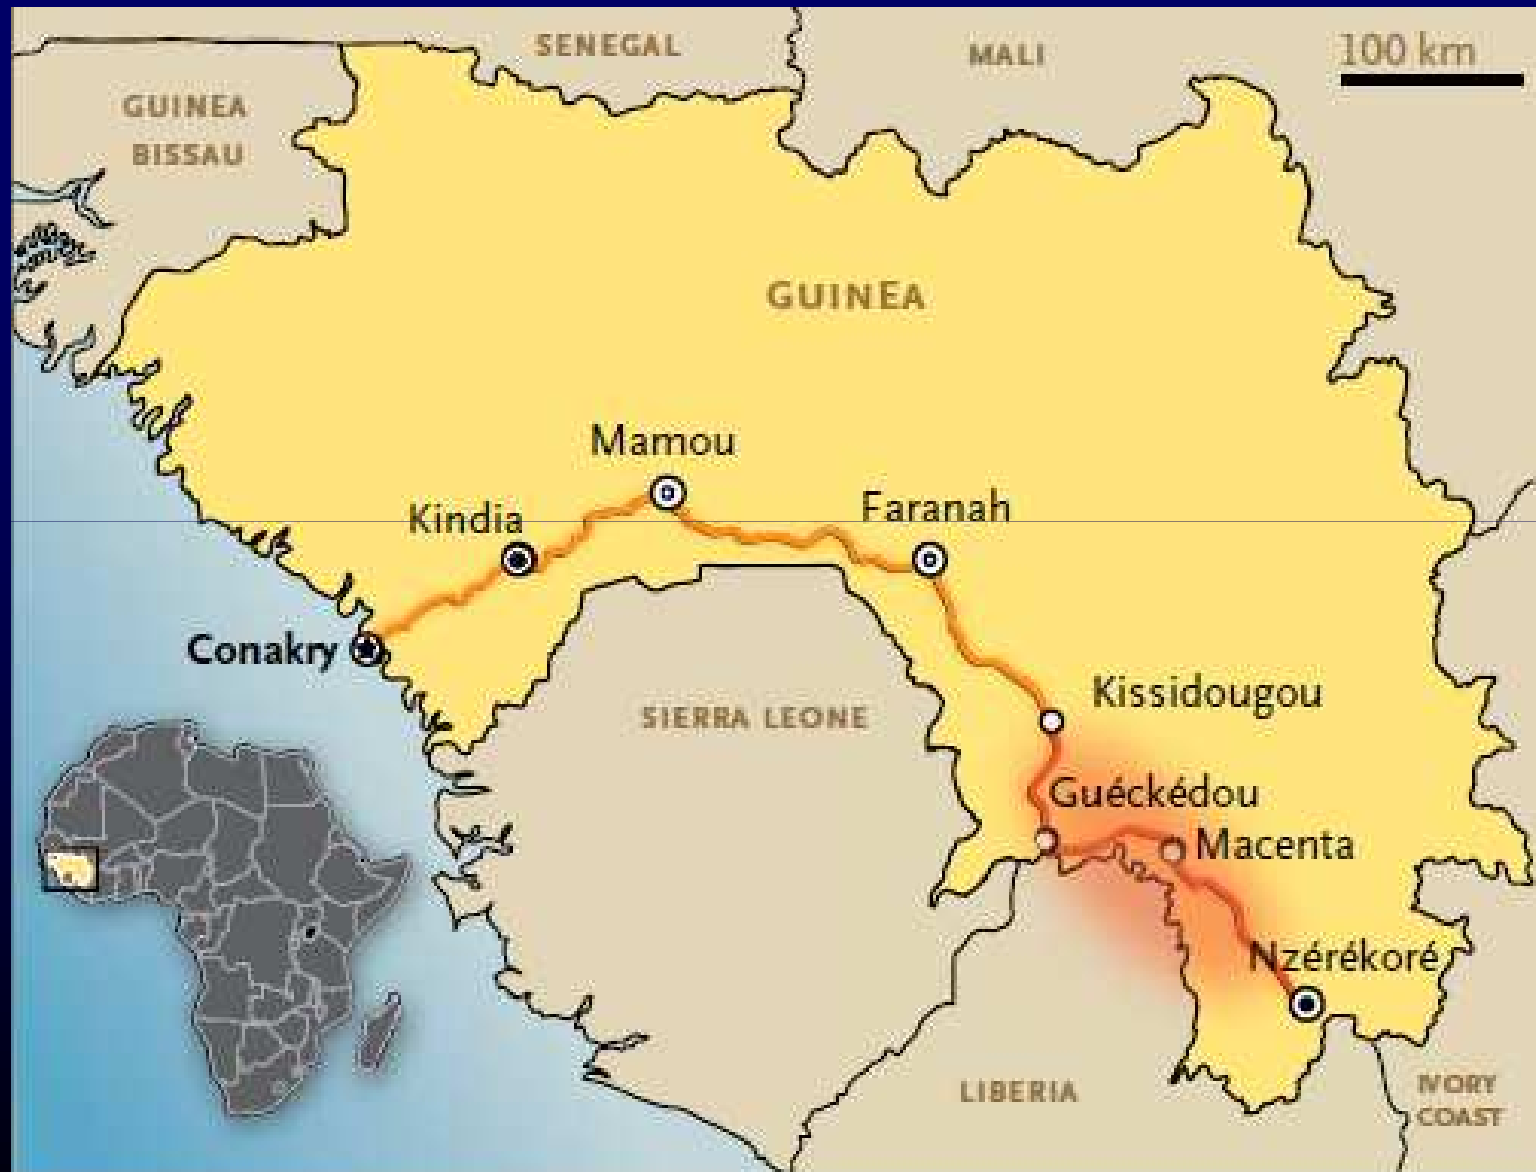 SENEGAL
MALI
100 km
GUINEA
BISSAU
GUINEA
Mamou
Kindia
Faranah
Conakry
Kissidougou
SIERRA LEONE
Guéckédou
Macenta
Nzérékoré
LIBERIA
IVORY
COAST